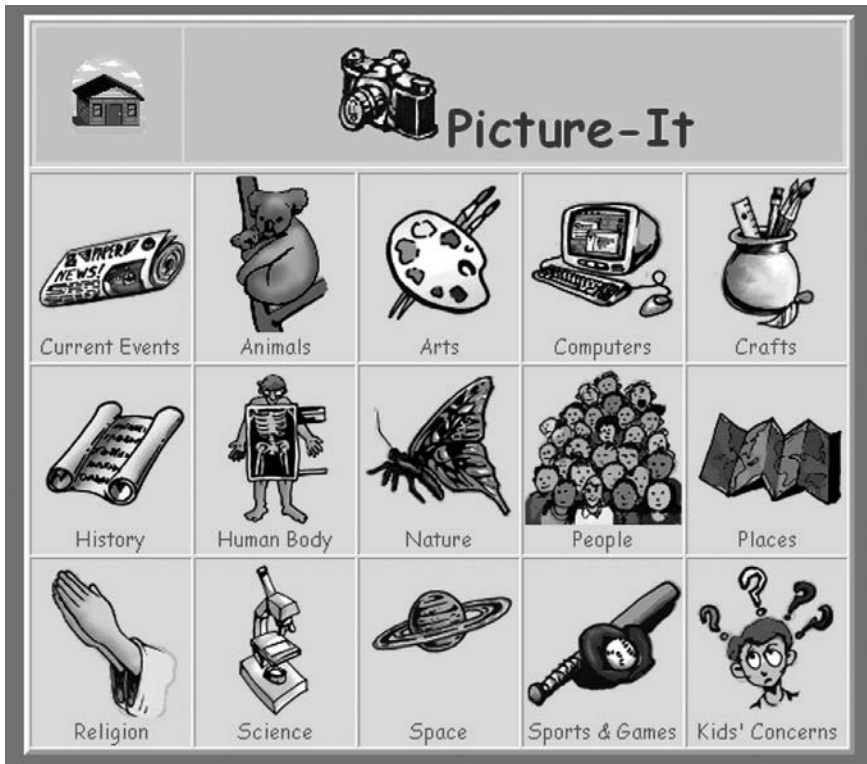 Picture-It
NEWS!
Current Events
Animals
Arts
Computers
Crafts
History
Human Body
Nature
People
Places
Religion
Science
Space
Sports & Games
Kids' Concerns